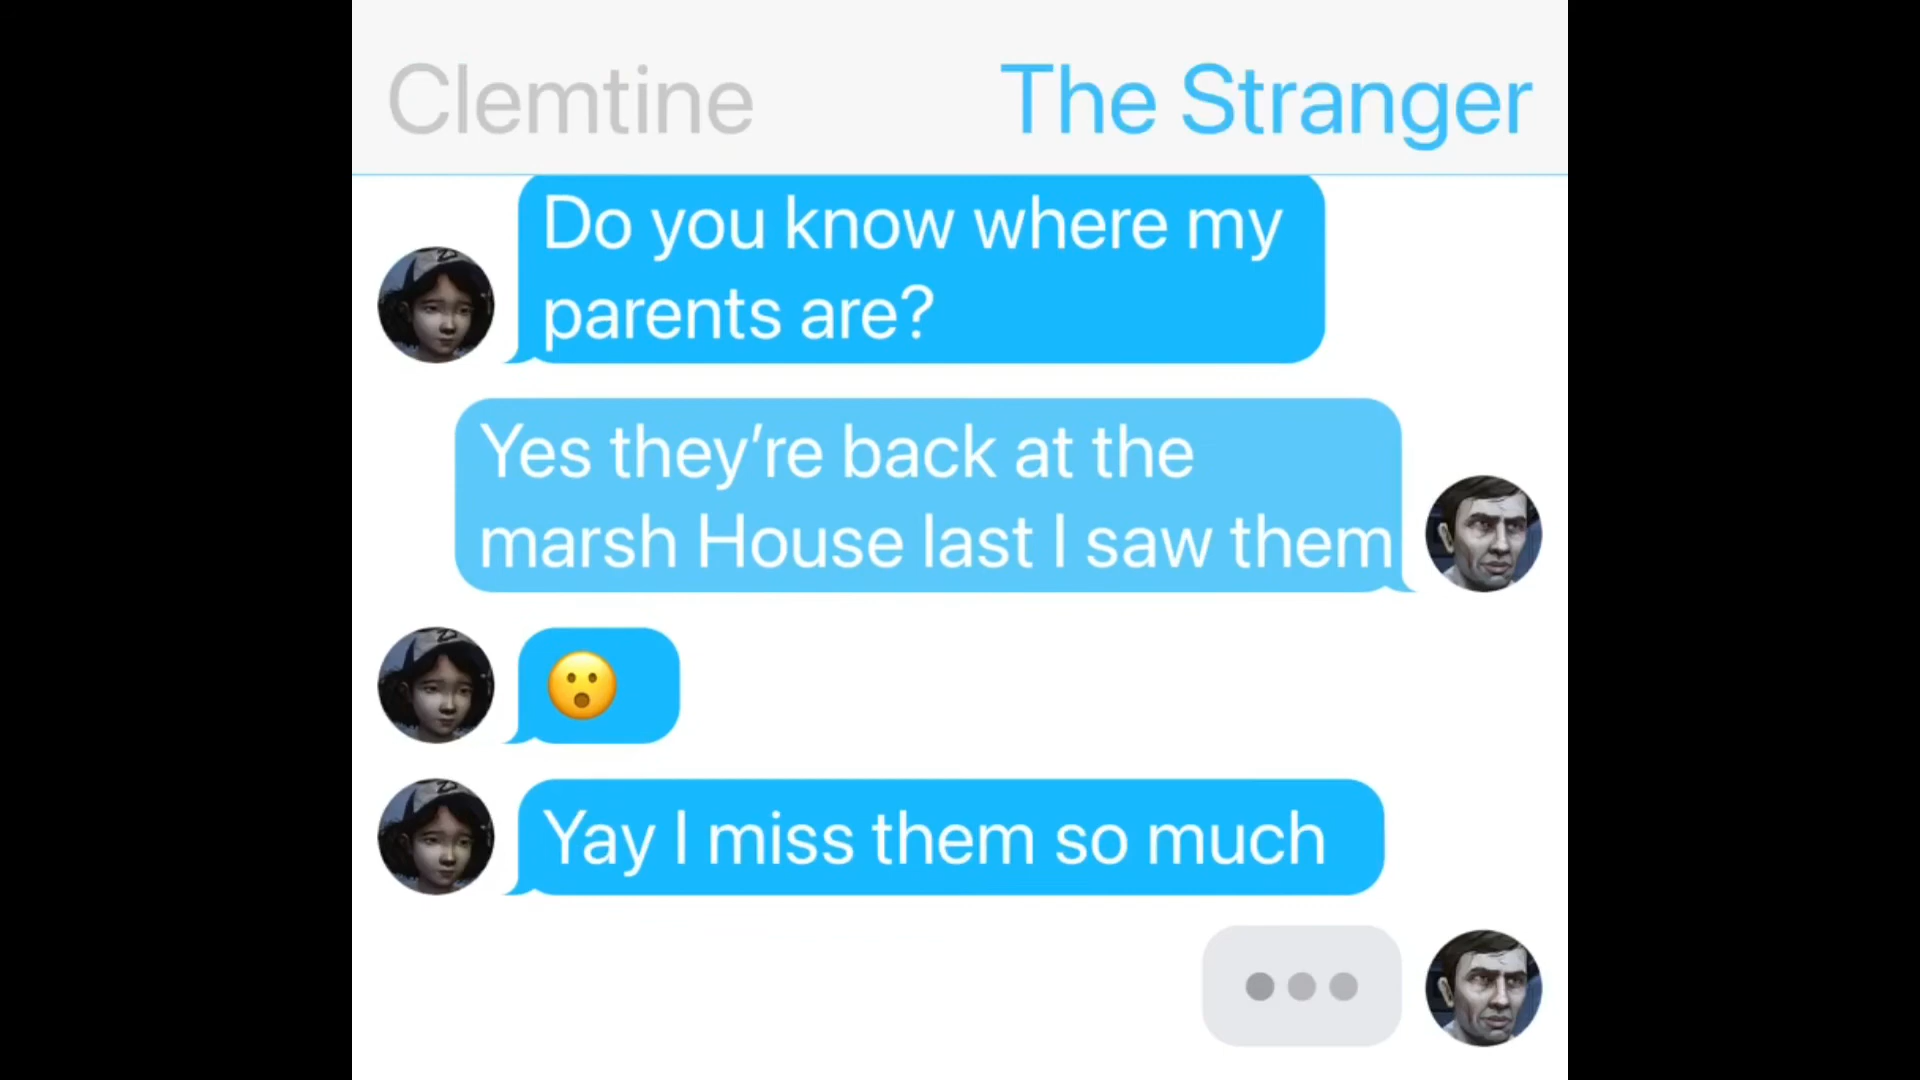 Clemtine
The Stranger
Do you know where my
parents are?
Yes they’re back at the
marsh House last I saw them
😮
Yay I miss them so much